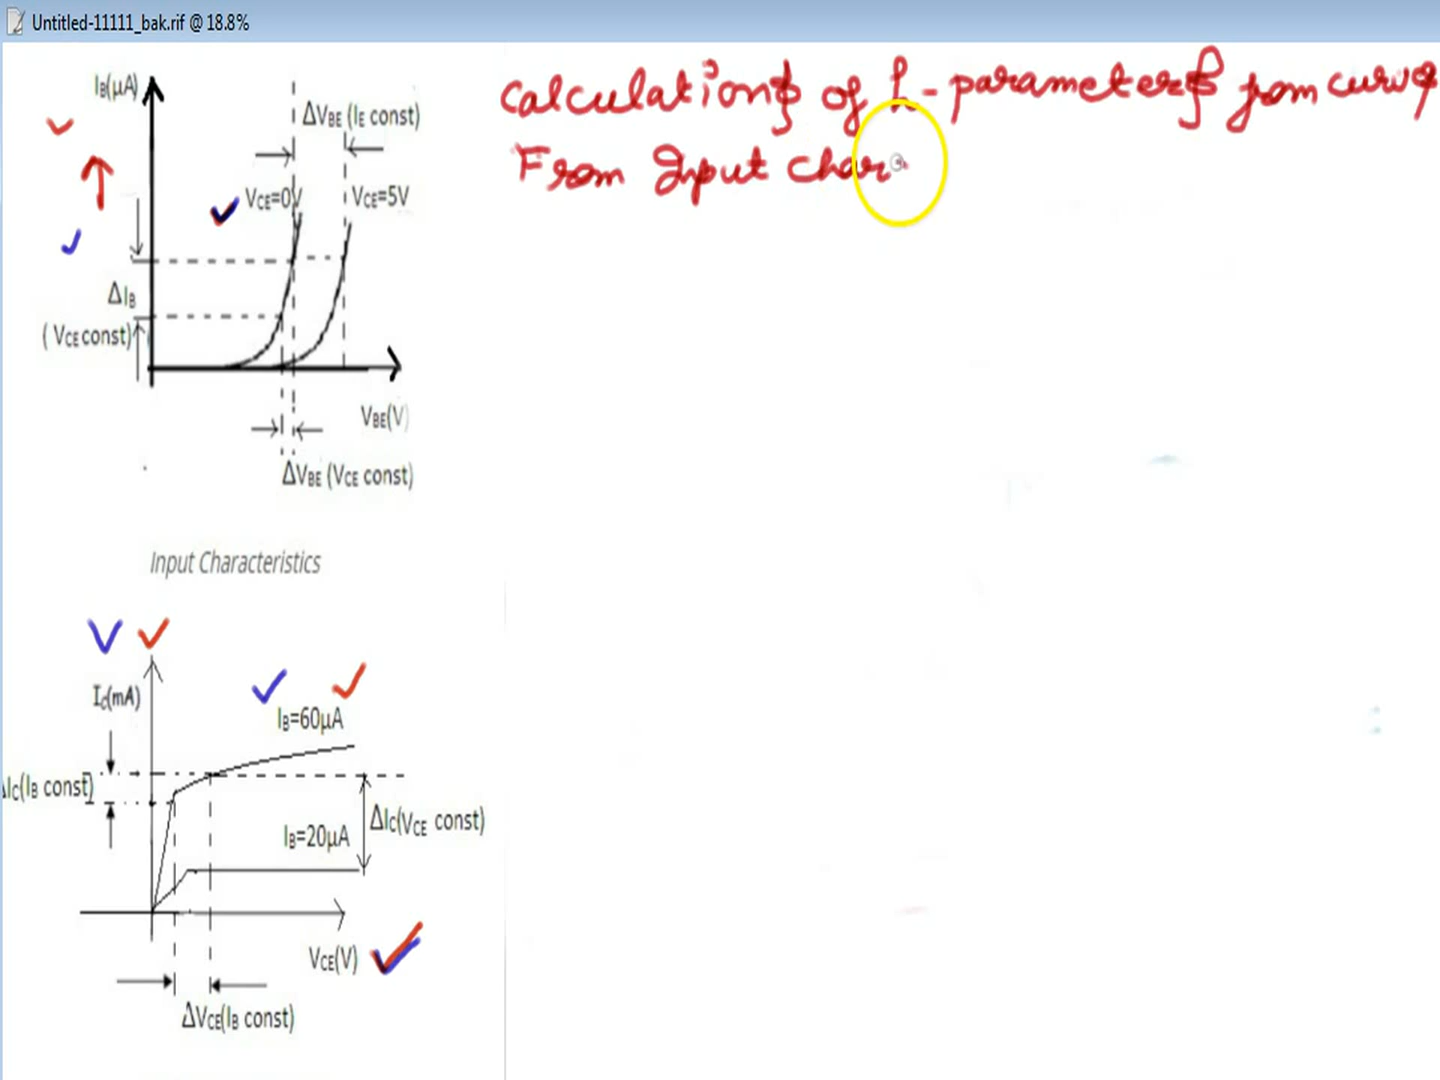 Untitled-11111_bak.rif @ 18.8%
Calculations of h-parameters from curve
From Input char
IB(μA)
ΔVBE (IE const)
VCE=0V
VCE=5V
ΔIB
( VCE const)
VBE(V)
ΔVBE (VCE const)
Input Characteristics
IC(mA)
IB=60μA
ΔIC(IB const)
IB=20μA
ΔIC(VCE const)
VCE(V)
ΔVCE(IB const)